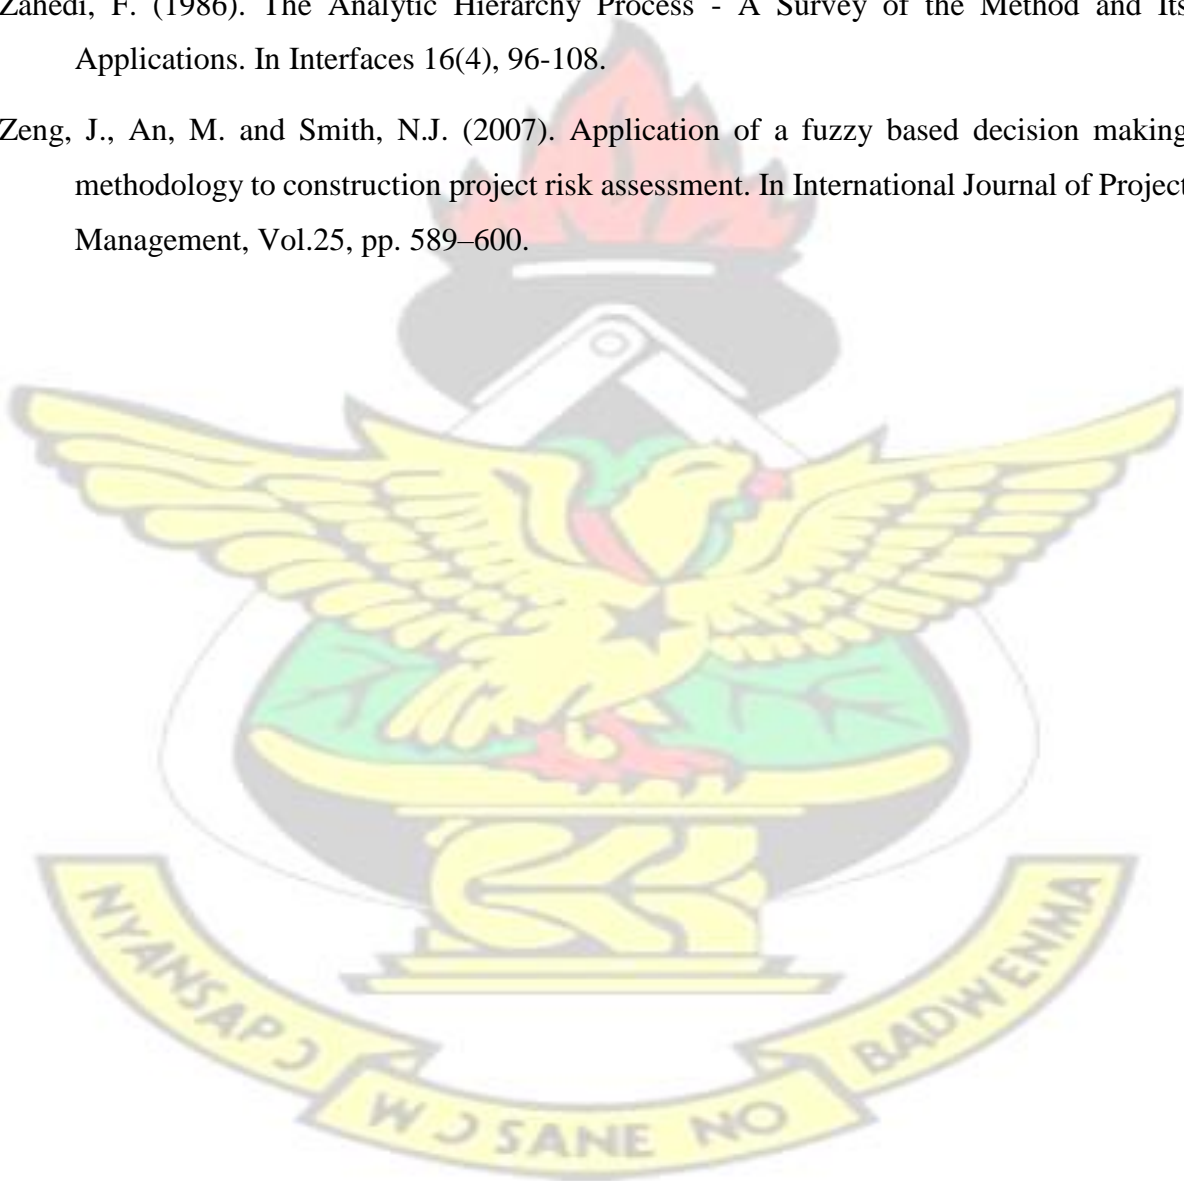 Zahedi, F. (1986). The Analytic Hierarchy Process - A Survey of the Method and Its
Applications. In Interfaces 16(4), 96-108.
Zeng, J., An, M. and Smith, N.J. (2007). Application of a fuzzy based decision making
methodology to construction project risk assessment. In International Journal of Project
Management, Vol.25, pp. 589–600.
NYANSAPƆ
WƆSANE NO
BADWENMA